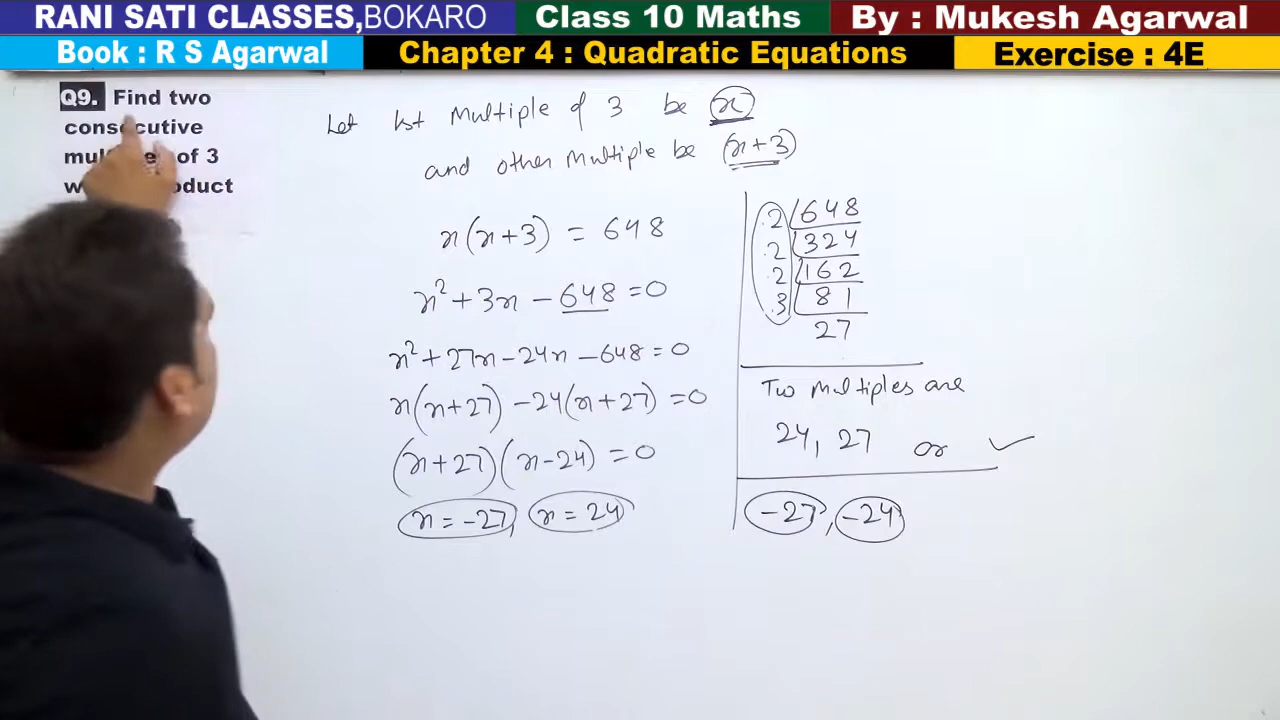 RANI SATI CLASSES,BOKARO Class 10 Maths By : Mukesh Agarwal
Book : R S Agarwal Chapter 4 : Quadratic Equations Exercise : 4E
Q9. Find two
consecutive
of 3
Let Ist Multiple of 3 be x
and other Multiple be (x+3)
x(x+3) = 648
x²+3x-648=0
x²+27x-24x-648=0
x(x+27)-24(x+27)=0
(x+27)(x-24)=0
x=-27, x=24
2 648
2 324
2 162
3 81
27
Two multiples are
24, 27 or ✓
-27, -24